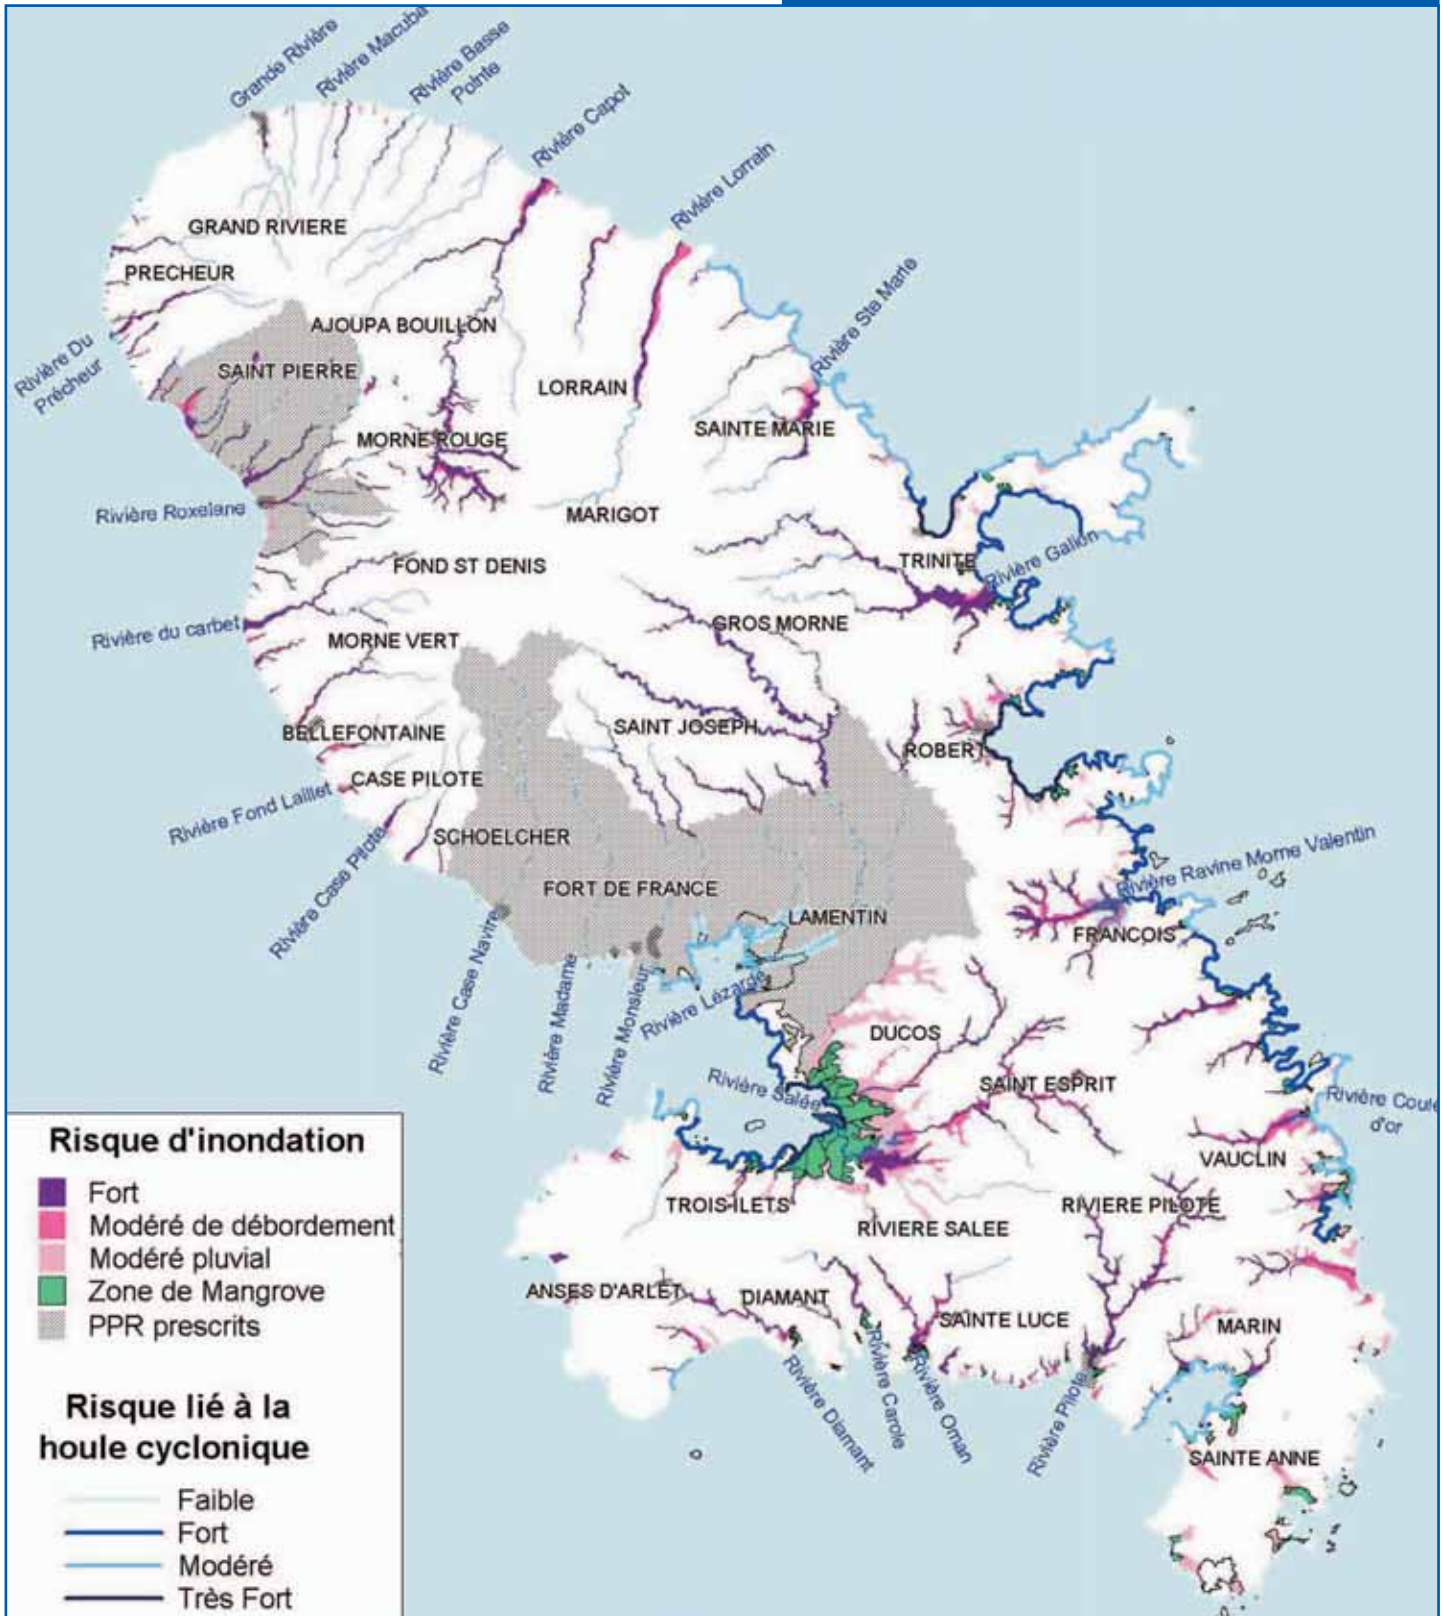 Grande Rivière
Rivière Macuba
Rivière Basse
Pointe
Rivière Capot
Rivière Lorrain
GRAND RIVIERE
PRECHEUR
Rivière Ste Marie
AJOUPA BOUILLON
Rivière Du
Précheur
SAINT PIERRE
LORRAIN
SAINTE MARIE
MORNE ROUGE
Rivière Roxelane
MARIGOT
FOND ST DENIS
TRINITE
Rivière Galion
Rivière du carbet
GROS MORNE
MORNE VERT
BELLEFONTAINE
SAINT JOSEPH
ROBERT
CASE PILOTE
Rivière Fond Laillet
SCHOELCHER
Rivière Case Pilote
FORT DE FRANCE
Rivière Ravine Morne Valentin
LAMENTIN
FRANCOIS
Rivière Case Navire
Rivière Madame
Rivière Monsieur
Rivière Lézarde
DUCOS
Rivière Salée
SAINT ESPRIT
Rivière Coule
d'or
VAUCLIN
TROIS ILETS
RIVIERE PILOTE
RIVIERE SALEE
ANSES D'ARLET
DIAMANT
SAINTE LUCE
MARIN
Rivière Diamant
Rivière Carole
Rivière Oman
Rivière Pilote
SAINTE ANNE
Risque d'inondation
Fort
Modéré de débordement
Modéré pluvial
Zone de Mangrove
PPR prescrits
Risque lié à la
houle cyclonique
Faible
Fort
Modéré
Très Fort